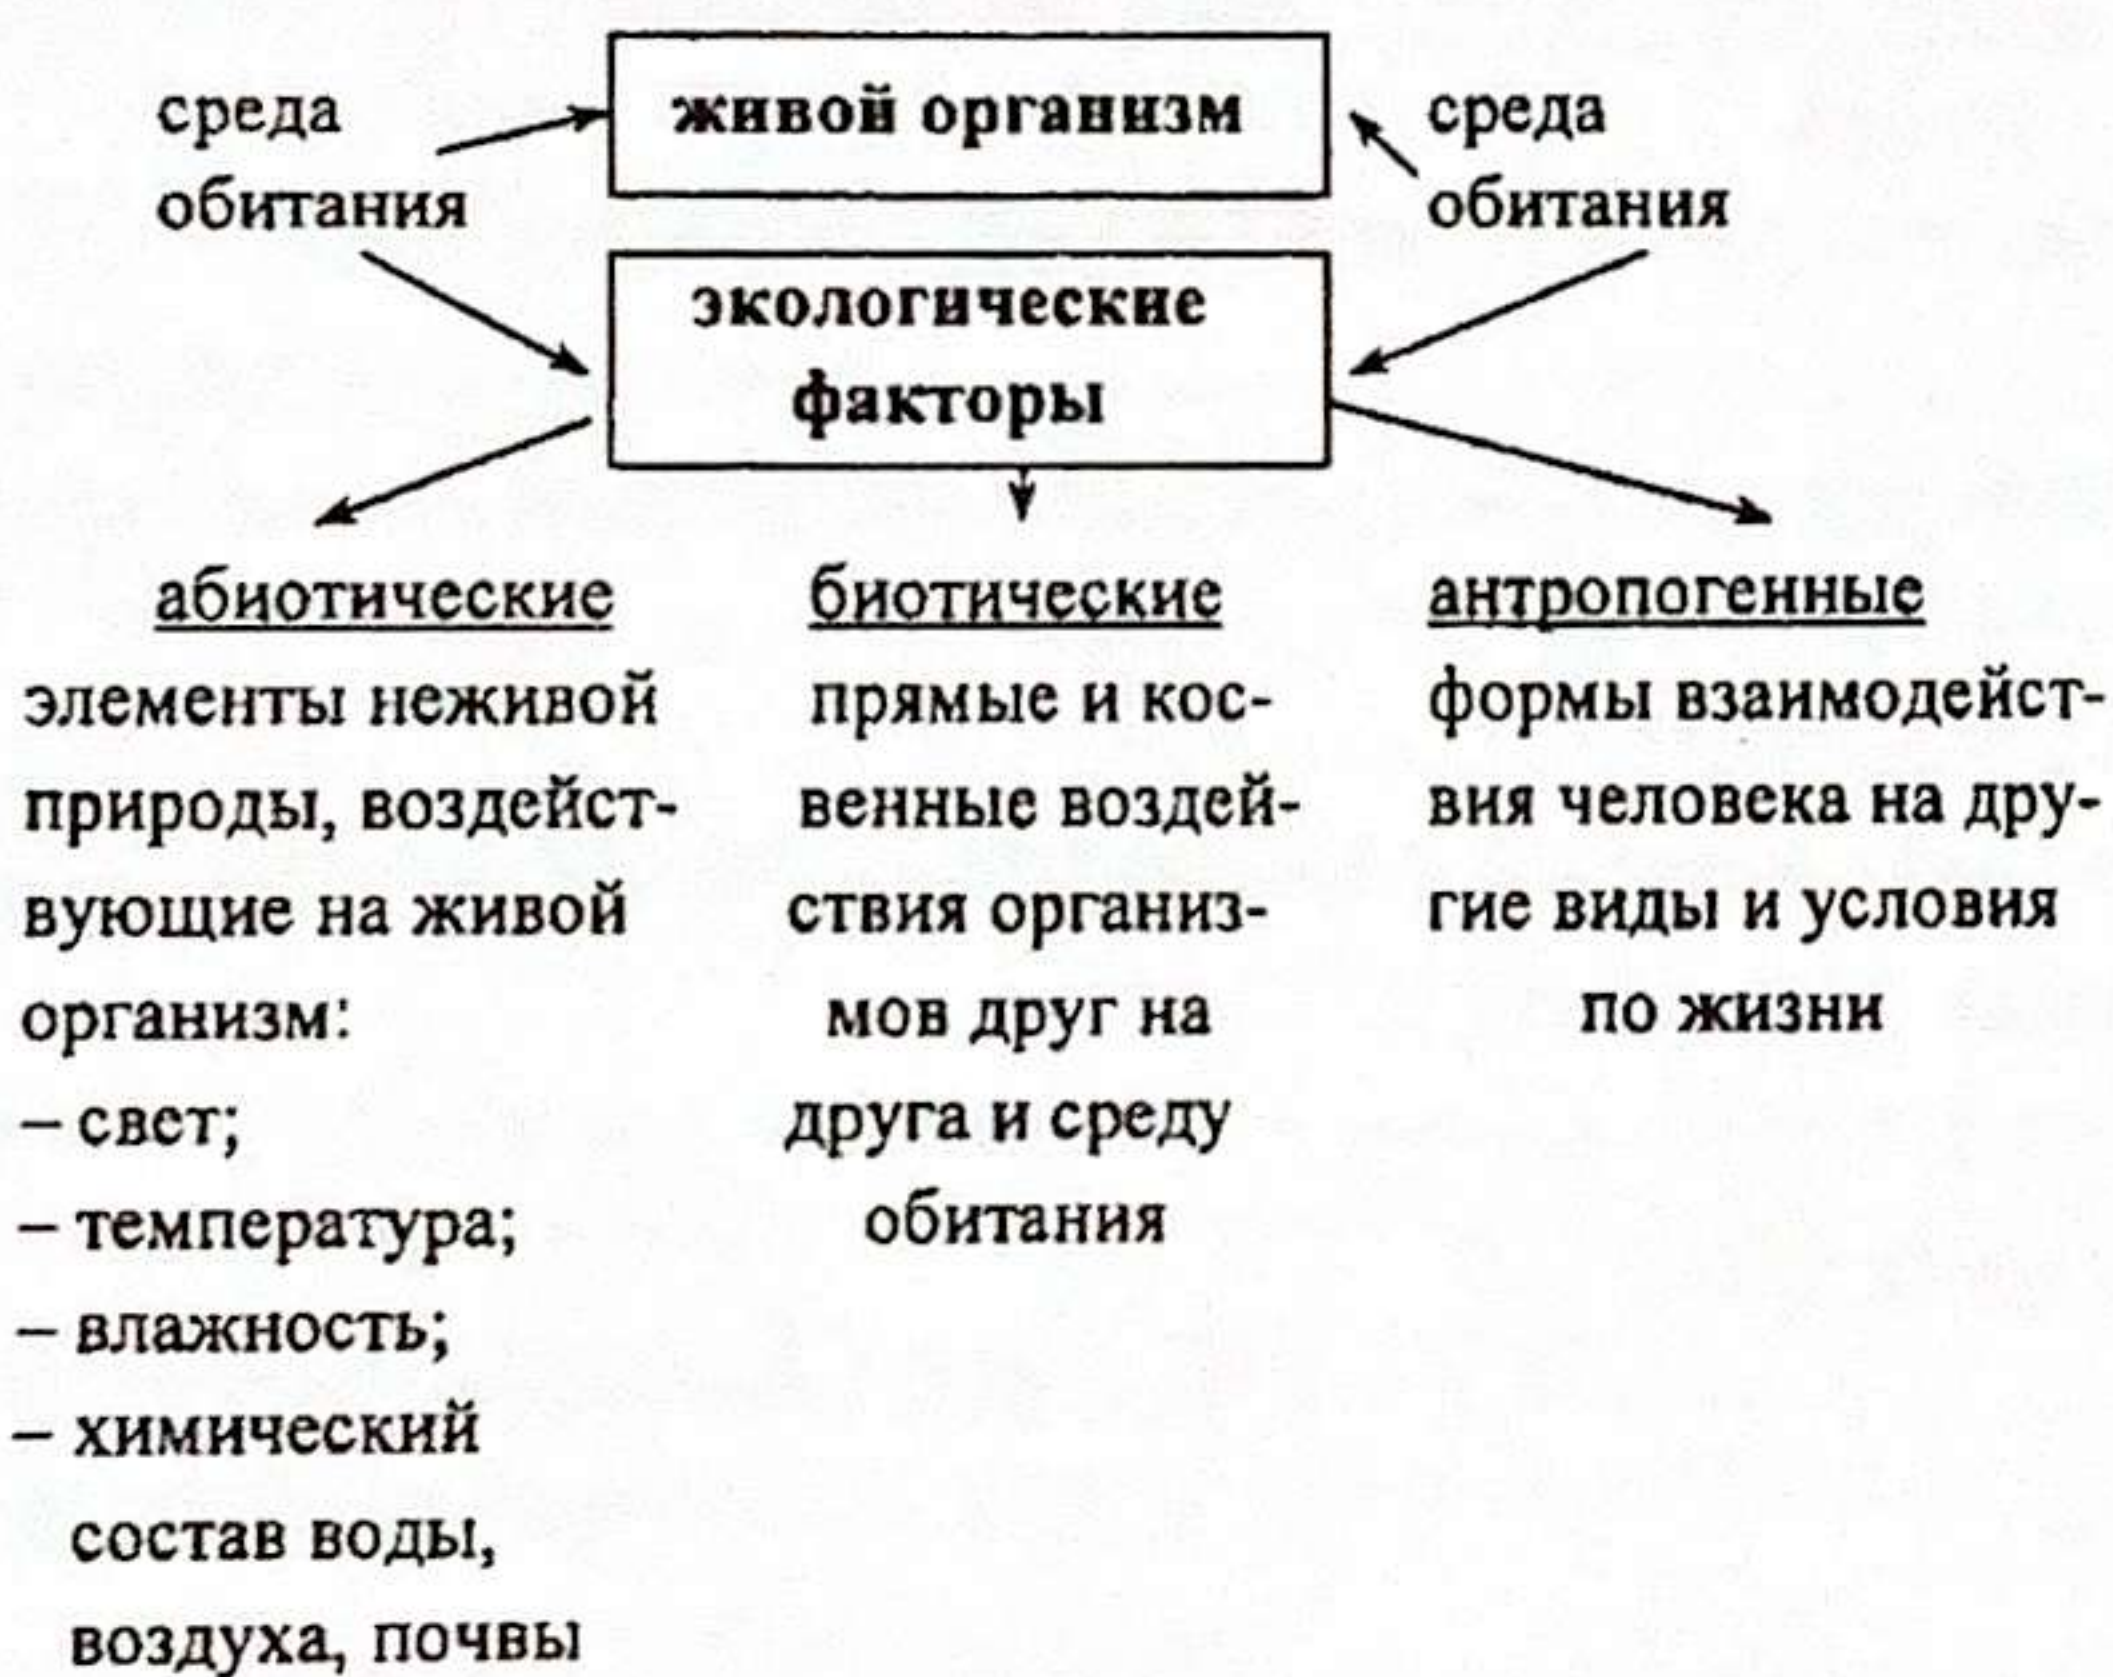 среда
обитания
живой организм
среда
обитания
экологические
факторы
абиотические
элементы неживой
природы, воздейст-
вующие на живой
организм:
– свет;
– температура;
– влажность;
– химический
состав воды,
воздуха, почвы
биотические
прямые и кос-
венные воздей-
ствия организ-
мов друг на
друга и среду
обитания
антропогенные
формы взаимодейст-
вия человека на дру-
гие виды и условия
по жизни